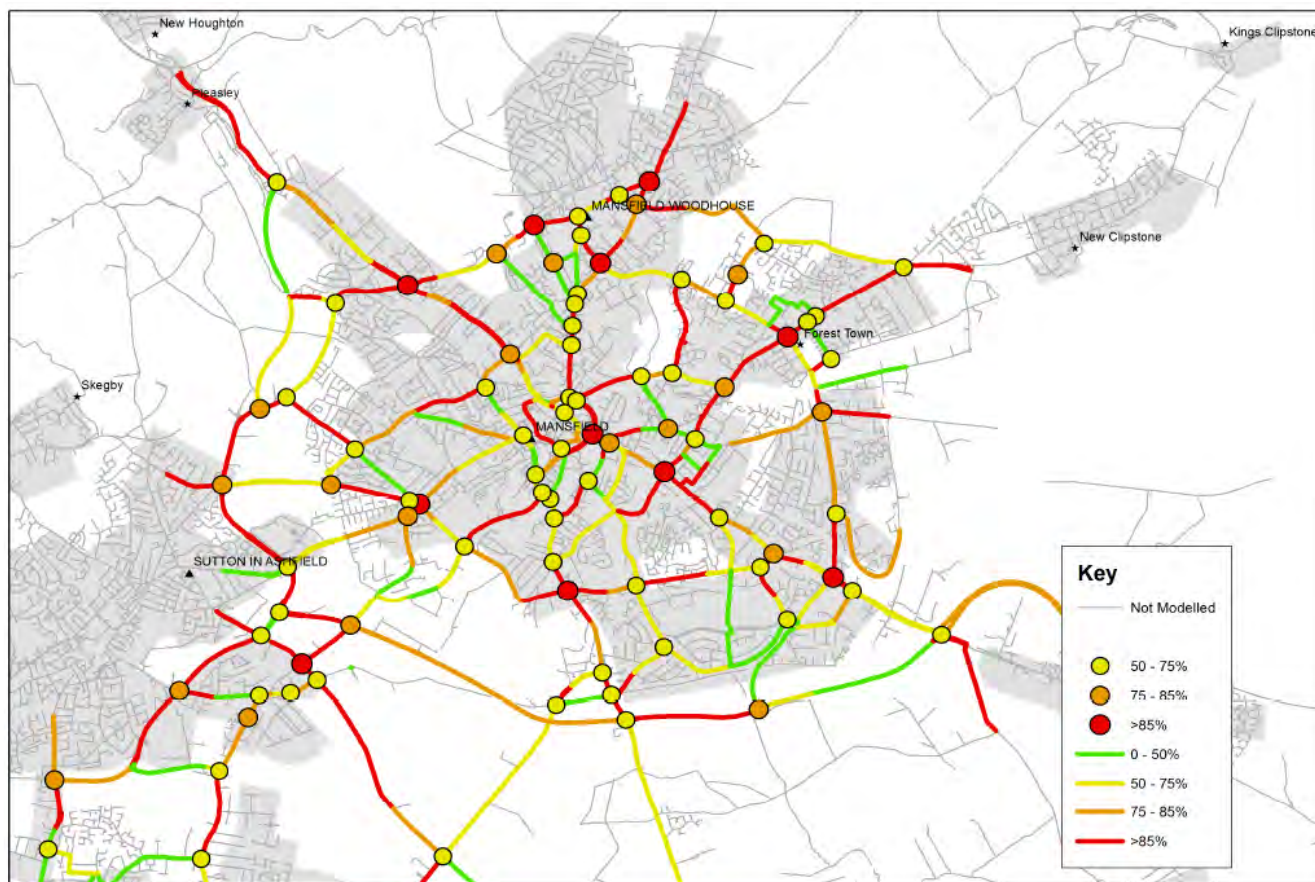 New Houghton
Kings Clipstone
Pleasley
MANSFIELD WOODHOUSE
New Clipstone
Forest Town
Skegby
MANSFIELD
SUTTON IN ASHFIELD
Key
Not Modelled
50 - 75%
75 - 85%
>85%
0 - 50%
50 - 75%
75 - 85%
>85%